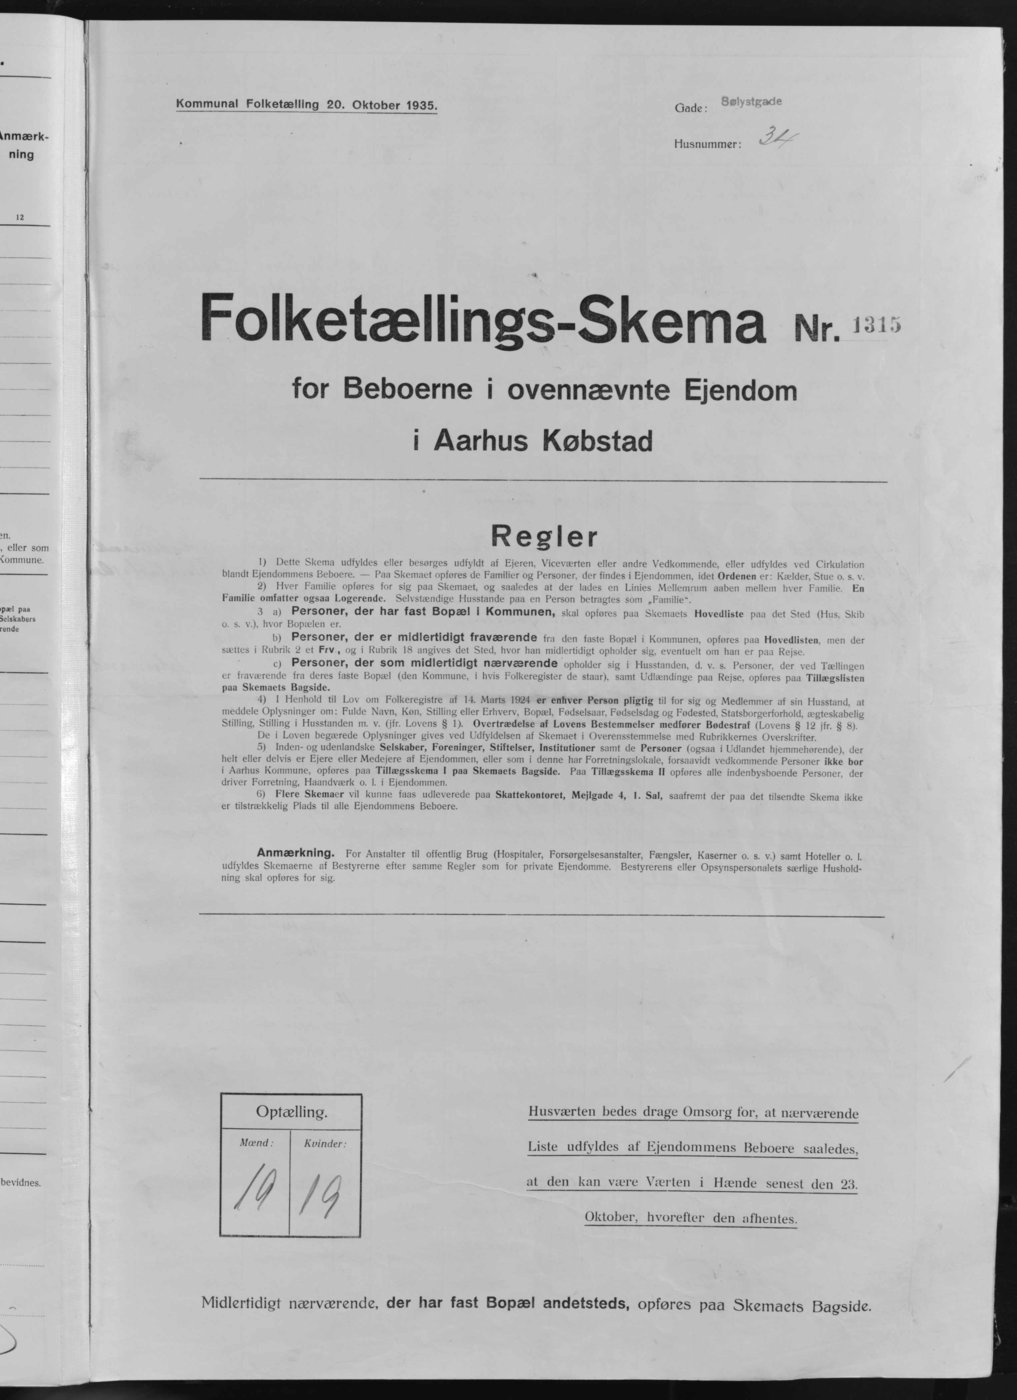 Anmærk-
ning
12
en.
, eller som
Kommune.
Selskabers
bevidnes.
Kommunal Folketælling 20. Oktober 1935.
Gade: Bølystgade
Husnummer: 34
Folketællings-Skema Nr. 1315
for Beboerne i ovennævnte Ejendom
i Aarhus Købstad
Regler
1) Dette Skema udfyldes eller besørges udfyldt af Ejeren, Viceværten eller andre Vedkommende, eller udfyldes ved Cirkulation
blandt Ejendommens Beboere. — Paa Skemaet opføres de Familier og Personer, der findes i Ejendommen, idet Ordenen er: Kælder, Stue o. s. v.
2) Hver Familie opføres for sig paa Skemaet, og saaledes at der lades en Linies Mellemrum aaben mellem hver Familie. En
Familie omfatter ogsaa Logerende. Selvstændige Husstande paa en Person betragtes som „Familie".
3 a) Personer, der har fast Bopæl i Kommunen, skal opføres paa Skemaets Hovedliste paa det Sted (Hus, Skib
o. s. v.), hvor Bopælen er.
b) Personer, der er midlertidigt fraværende fra den faste Bopæl i Kommunen, opføres paa Hovedlisten, men der
sættes i Rubrik 2 et Frv., og i Rubrik 18 angives det Sted, hvor han midlertidigt opholder sig, eventuelt om han er paa Rejse.
c) Personer, der som midlertidigt nærværende opholder sig i Husstanden, d. v. s. Personer, der ved Tællingen
er fraværende fra deres faste Bopæl (den Kommune, i hvis Folkeregister de staar), samt Udlændinge paa Rejse, opføres paa Tillægslisten
paa Skemaets Bagside.
4) I Henhold til Lov om Folkeregistre af 14. Marts 1924 er enhver Person pligtig til for sig og Medlemmer af sin Husstand, at
meddele Oplysninger om: Fulde Navn, Køn, Stilling eller Erhverv, Bopæl, Fødselsaar, Fødselsdag og Fødested, Statsborgerforhold, ægteskabelig
Stilling, Stilling i Husstanden m. v. (jfr. Lovens § 1). Overtrædelse af Lovens Bestemmelser medfører Bødestraf (Lovens § 12 jfr. § 8).
De i Loven begærede Oplysninger gives ved Udfyldelsen af Skemaet i Overensstemmelse med Rubrikkernes Overskrifter.
5) Inden- og udenlandske Selskaber, Foreninger, Stiftelser, Institutioner samt de Personer (ogsaa i Udlandet hjemmehørende), der
helt eller delvis er Ejere eller Medejere af Ejendommen, eller som i denne har Forretningslokale, forsaavidt vedkommende Personer ikke bor
i Aarhus Kommune, opføres paa Tillægsskema I paa Skemaets Bagside. Paa Tillægsskema II opføres alle indenbysboende Personer, der
driver Forretning, Haandværk o. l. i Ejendommen.
6) Flere Skemaer vil kunne faas udleverede paa Skattekontoret, Mejlgade 4, 1. Sal, saafremt der paa det tilsendte Skema ikke
er tilstrækkelig Plads til alle Ejendommens Beboere.
Anmærkning. For Anstalter til offentlig Brug (Hospitaler, Forsørgelsesanstalter, Fængsler, Kaserner o. s. v.) samt Hoteller o. l.
udfyldes Skemaerne af Bestyrerne efter samme Regler som for private Ejendomme. Bestyrerens eller Opsynspersonalets særlige Hushold-
ning skal opføres for sig.
Optælling.
Mænd: Kvinder:
19 19
Husværten bedes drage Omsorg for, at nærværende
Liste udfyldes af Ejendommens Beboere saaledes,
at den kan være Værten i Hænde senest den 23.
Oktober, hvorefter den afhentes.
Midlertidigt nærværende, der har fast Bopæl andetsteds, opføres paa Skemaets Bagside.